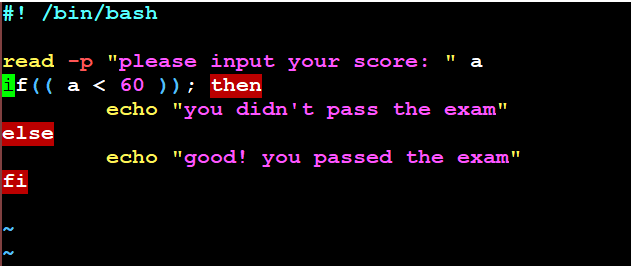 #! /bin/bash
read -p "please input your score: " a
if(( a < 60 )); then
echo "you didn't pass the exam"
else
echo "good! you passed the exam"
fi
~
~